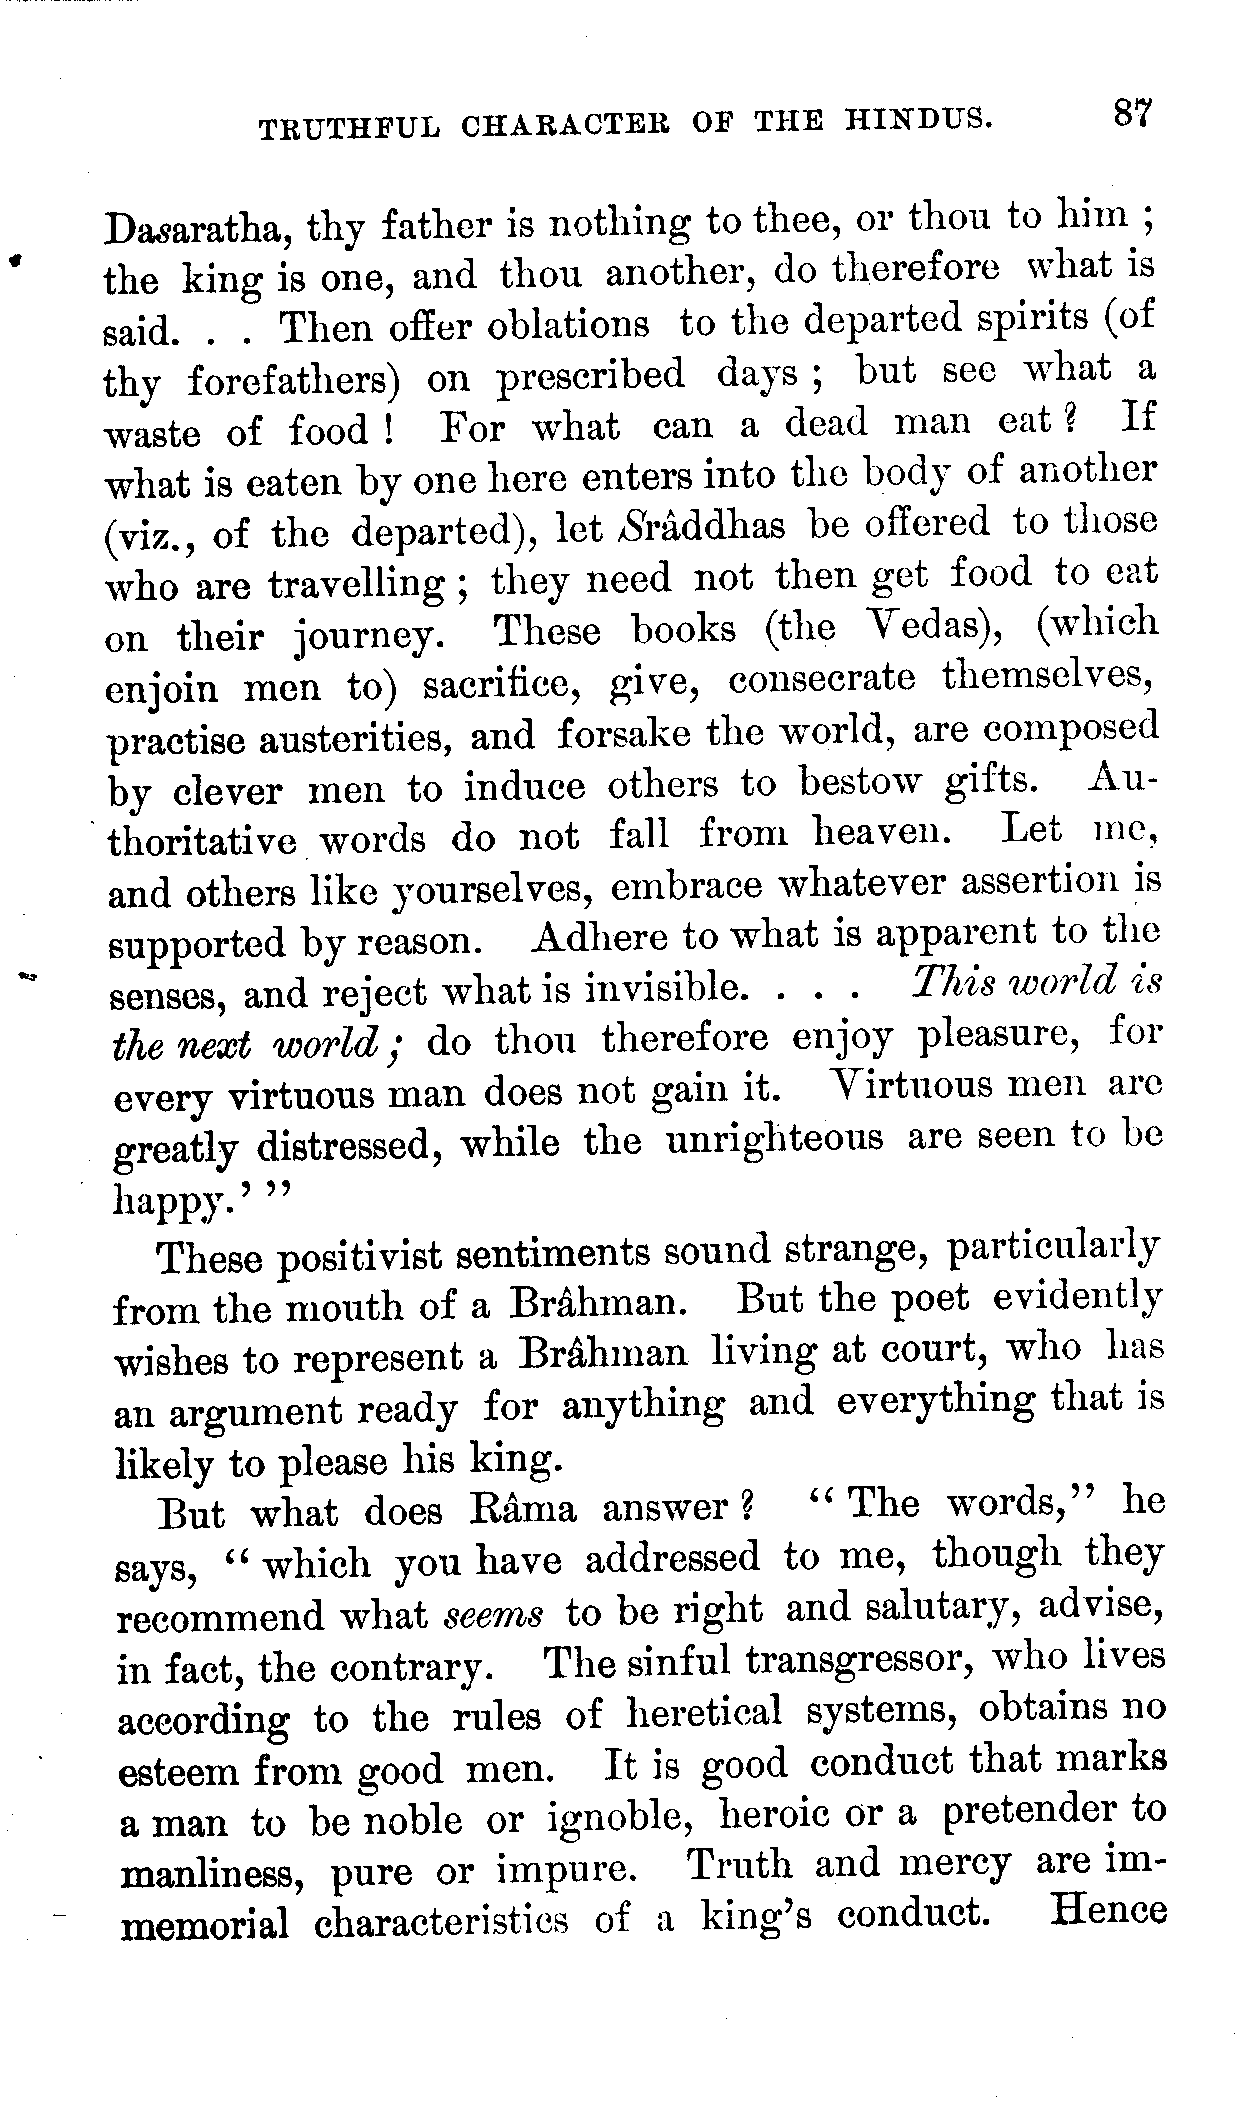 TRUTHFUL CHARACTER OF THE HINDUS. 87
Dasaratha, thy father is nothing to thee, or thou to him ;
the king is one, and thou another, do therefore what is
said. . . Then offer oblations to the departed spirits (of
thy forefathers) on prescribed days ; but see what a
waste of food ! For what can a dead man eat ? If
what is eaten by one here enters into the body of another
(viz., of the departed), let Srâddhas be offered to those
who are travelling ; they need not then get food to eat
on their journey. These books (the Vedas), (which
enjoin men to) sacrifice, give, consecrate themselves,
practise austerities, and forsake the world, are composed
by clever men to induce others to bestow gifts. Au-
thoritative words do not fall from heaven. Let me,
and others like yourselves, embrace whatever assertion is
supported by reason. Adhere to what is apparent to the
senses, and reject what is invisible. . . . This world is
the next world ; do thou therefore enjoy pleasure, for
every virtuous man does not gain it. Virtuous men are
greatly distressed, while the unrighteous are seen to be
happy.' "
These positivist sentiments sound strange, particularly
from the mouth of a Brâhman. But the poet evidently
wishes to represent a Brâhman living at court, who has
an argument ready for anything and everything that is
likely to please his king.
But what does Râma answer ? " The words," he
says, " which you have addressed to me, though they
recommend what seems to be right and salutary, advise,
in fact, the contrary. The sinful transgressor, who lives
according to the rules of heretical systems, obtains no
esteem from good men. It is good conduct that marks
a man to be noble or ignoble, heroic or a pretender to
manliness, pure or impure. Truth and mercy are im-
memorial characteristics of a king's conduct. Hence